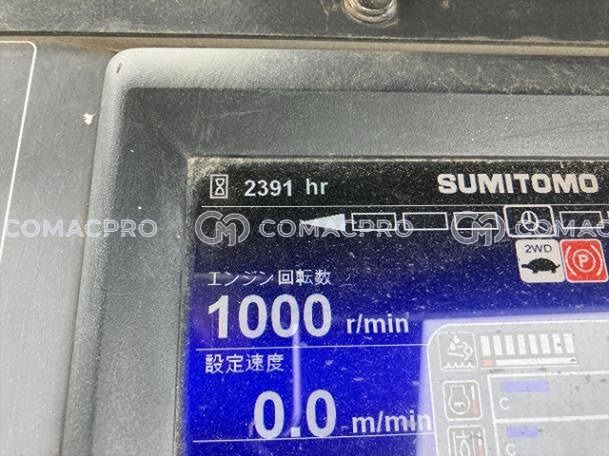 2391 hr
SUMITOMO
COMACPRO COMACPRO COMACPRO
2WD
P
エンジン回転数
1000 r/min
設定速度
0.0 m/min
C
C